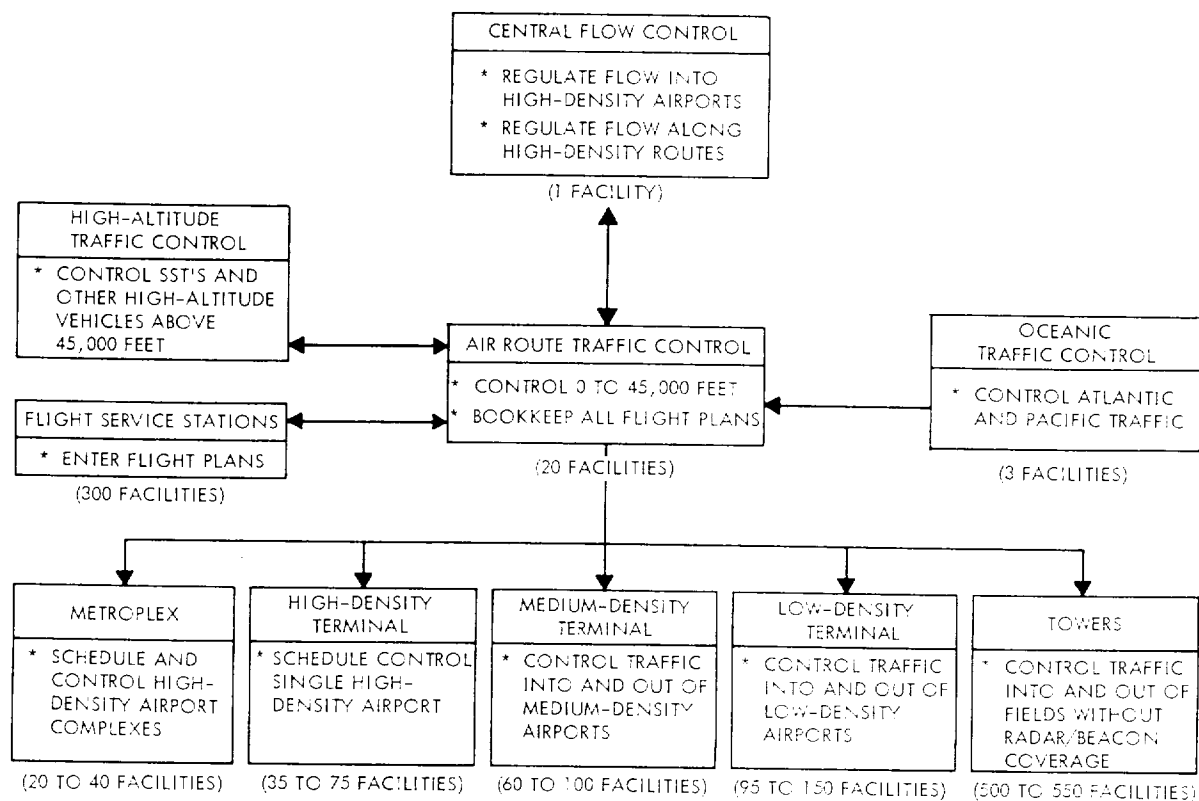 CENTRAL FLOW CONTROL
* REGULATE FLOW INTO
HIGH-DENSITY AIRPORTS
* REGULATE FLOW ALONG
HIGH-DENSITY ROUTES
(1 FACILITY)
HIGH-ALTITUDE
TRAFFIC CONTROL
* CONTROL SST'S AND
OTHER HIGH-ALTITUDE
VEHICLES ABOVE
45,000 FEET
AIR ROUTE TRAFFIC CONTROL
* CONTROL 0 TO 45,000 FEET
* BOOKKEEP ALL FLIGHT PLANS
(20 FACILITIES)
OCEANIC
TRAFFIC CONTROL
* CONTROL ATLANTIC
AND PACIFIC TRAFFIC
(3 FACILITIES)
FLIGHT SERVICE STATIONS
* ENTER FLIGHT PLANS
(300 FACILITIES)
METROPLEX
* SCHEDULE AND
CONTROL HIGH-
DENSITY AIRPORT
COMPLEXES
(20 TO 40 FACILITIES)
HIGH-DENSITY
TERMINAL
* SCHEDULE CONTROL
SINGLE HIGH-
DENSITY AIRPORT
(35 TO 75 FACILITIES)
MEDIUM-DENSITY
TERMINAL
* CONTROL TRAFFIC
INTO AND OUT OF
MEDIUM-DENSITY
AIRPORTS
(60 TO 100 FACILITIES)
LOW-DENSITY
TERMINAL
* CONTROL TRAFFIC
INTO AND OUT OF
LOW-DENSITY
AIRPORTS
(95 TO 150 FACILITIES)
TOWERS
* CONTROL TRAFFIC
INTO AND OUT OF
FIELDS WITHOUT
RADAR/BEACON
COVERAGE
(500 TO 550 FACILITIES)